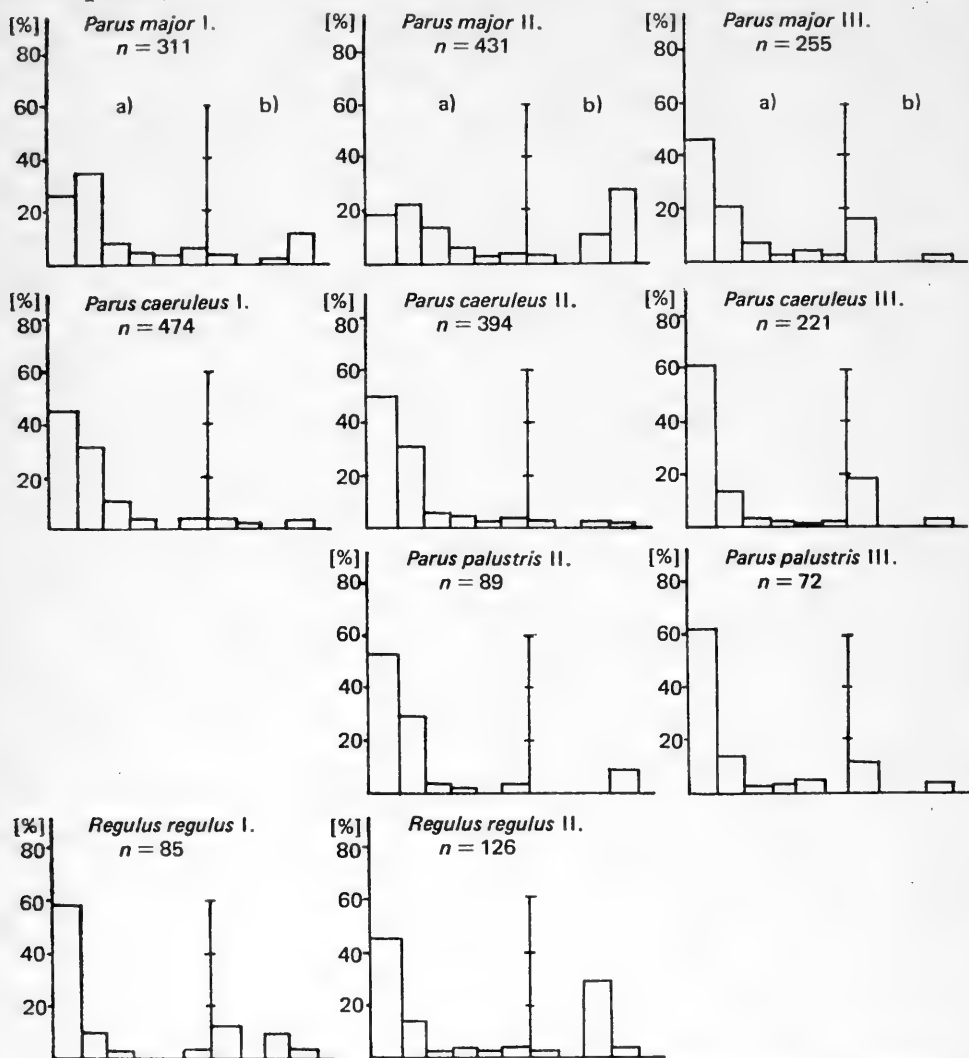 [%] Parus major I.
n = 311
80
60
40
20
a)
b)
[%] Parus major II.
n = 431
80
60
40
20
a)
b)
[%] Parus major III.
n = 255
80
60
40
20
a)
b)
[%] Parus caeruleus I.
n = 474
80
60
40
20
[%] Parus caeruleus II.
n = 394
80
60
40
20
[%] Parus caeruleus III.
n = 221
80
60
40
20
[%] Parus palustris II.
n = 89
80
60
40
20
[%] Parus palustris III.
n = 72
80
60
40
20
[%] Regulus regulus I.
n = 85
80
60
40
20
[%] Regulus regulus II.
n = 126
80
60
40
20